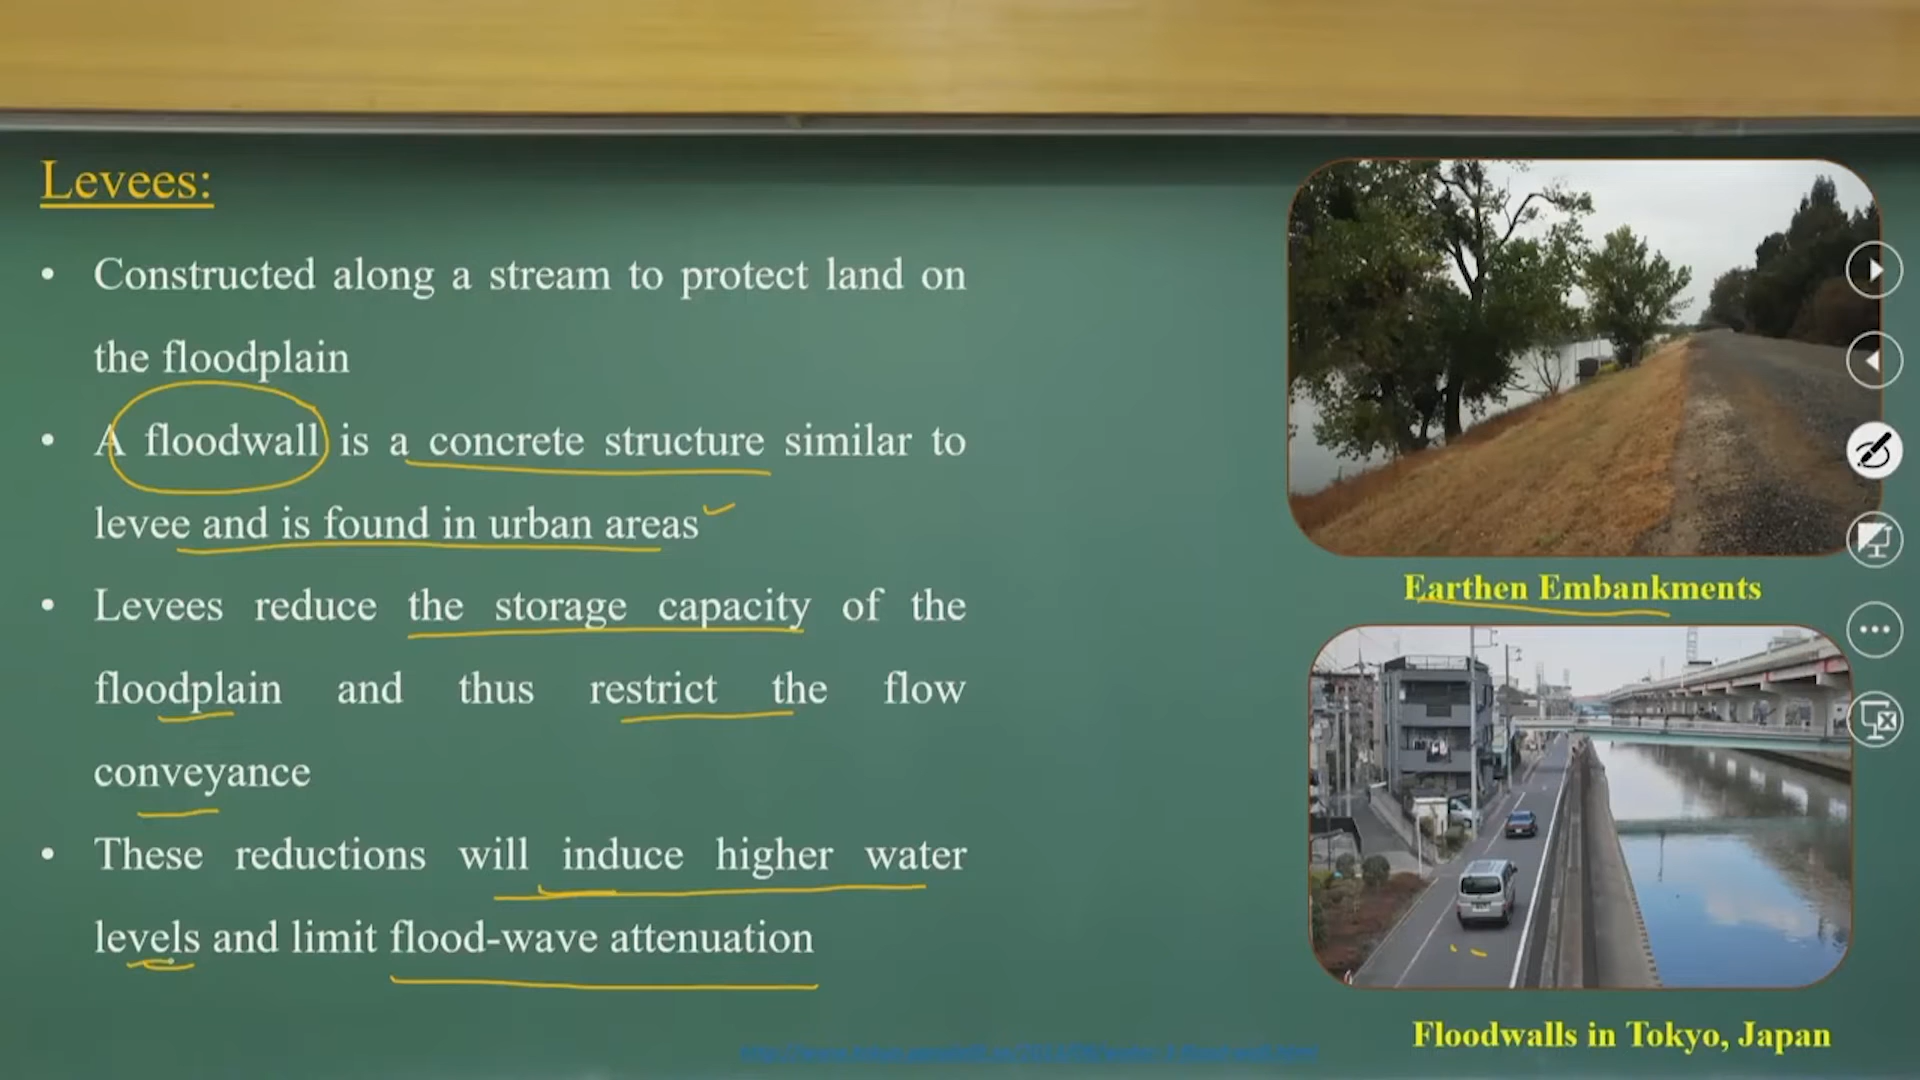 Levees:
• Constructed along a stream to protect land on
the floodplain
• A floodwall is a concrete structure similar to
levee and is found in urban areas
• Levees reduce the storage capacity of the
floodplain and thus restrict the flow
conveyance
• These reductions will induce higher water
levels and limit flood-wave attenuation
Earthen Embankments
Floodwalls in Tokyo, Japan